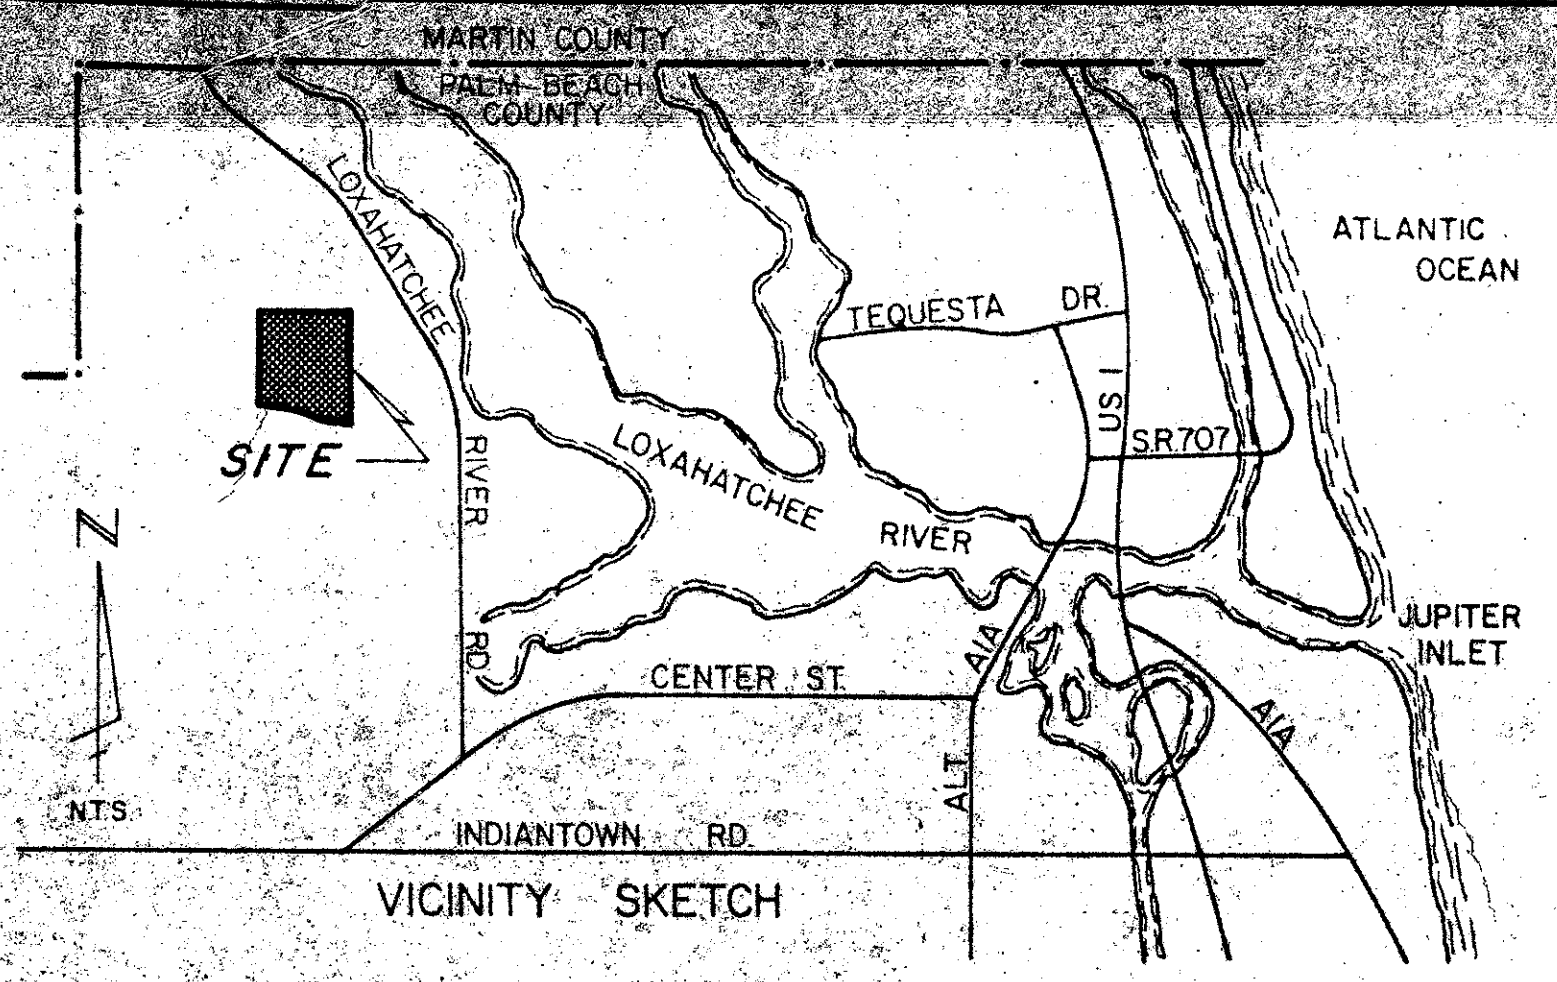 MARTIN COUNTY
PALM BEACH
COUNTY
LOXAHATCHEE
RIVER
RD
ATLANTIC
OCEAN
TEQUESTA DR.
US 1
S.R.707
SITE
LOXAHATCHEE
RIVER
N
N.T.S.
JUPITER
INLET
A1A
CENTER ST.
A1A
ALT.
INDIANTOWN RD.
VICINITY SKETCH